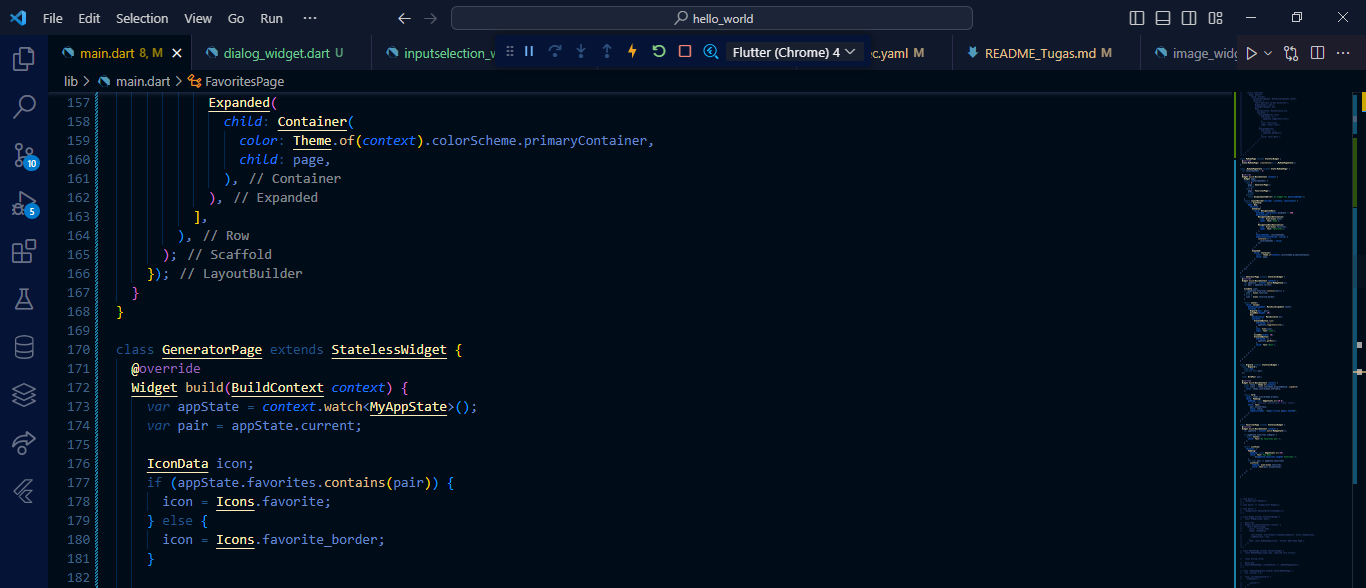 File Edit Selection View Go Run ··· hello_world
main.dart 8, M dialog_widget.dart U inputselection_w Flutter (Chrome) 4 c.yaml M README_Tugas.md M image_widg
lib > main.dart > FavoritesPage
157 Expanded(
158 child: Container(
159 color: Theme.of(context).colorScheme.primaryContainer,
160 child: page,
161 ), // Container
162 ), // Expanded
163 ],
164 ), // Row
165 ); // Scaffold
166 }); // LayoutBuilder
167 }
168 }
169
170 class GeneratorPage extends StatelessWidget {
171 @override
172 Widget build(BuildContext context) {
173 var appState = context.watch<MyAppState>();
174 var pair = appState.current;
175
176 IconData icon;
177 if (appState.favorites.contains(pair)) {
178 icon = Icons.favorite;
179 } else {
180 icon = Icons.favorite_border;
181 }
182
10
5